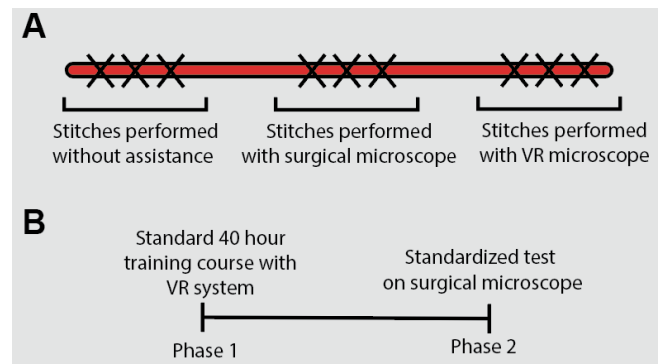 A
Stitches performed
without assistance
Stitches performed
with surgical microscope
Stitches performed
with VR microscope
B
Standard 40 hour
training course with
VR system
Standardized test
on surgical microscope
Phase 1
Phase 2